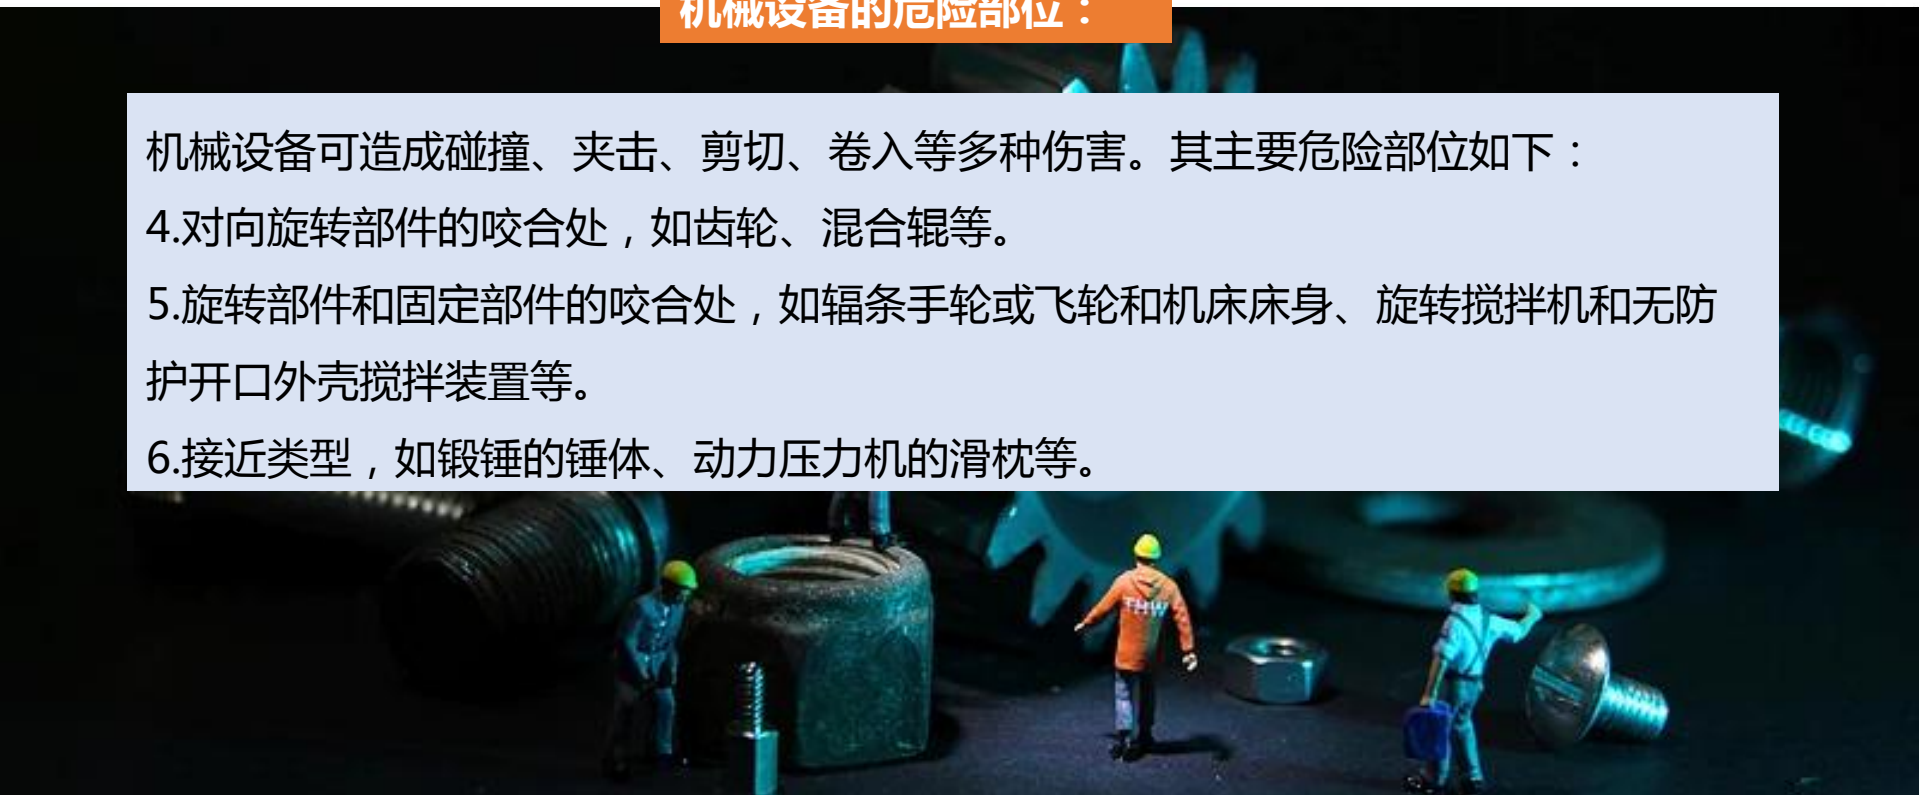 机械设备的危险部位：
机械设备可造成碰撞、夹击、剪切、卷入等多种伤害。其主要危险部位如下：
4.对向旋转部件的咬合处，如齿轮、混合辊等。
5.旋转部件和固定部件的咬合处，如辐条手轮或飞轮和机床床身、旋转搅拌机和无防
护开口外壳搅拌装置等。
6.接近类型，如锻锤的锤体、动力压力机的滑枕等。
THW